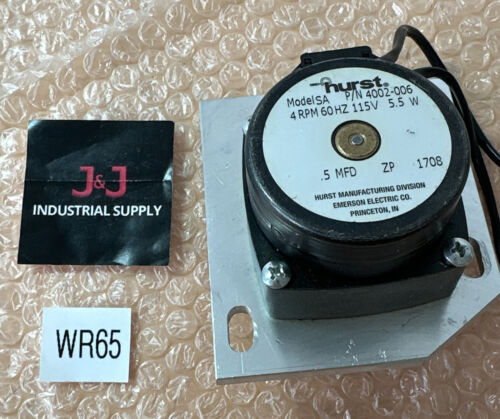 hurst®
Model SA P/N 4002-006
4 RPM 60 HZ 115V 5.5 W
.5 MFD ZP 1708
HURST MANUFACTURING DIVISION
EMERSON ELECTRIC CO.
PRINCETON, IN
J&J
INDUSTRIAL SUPPLY
WR65